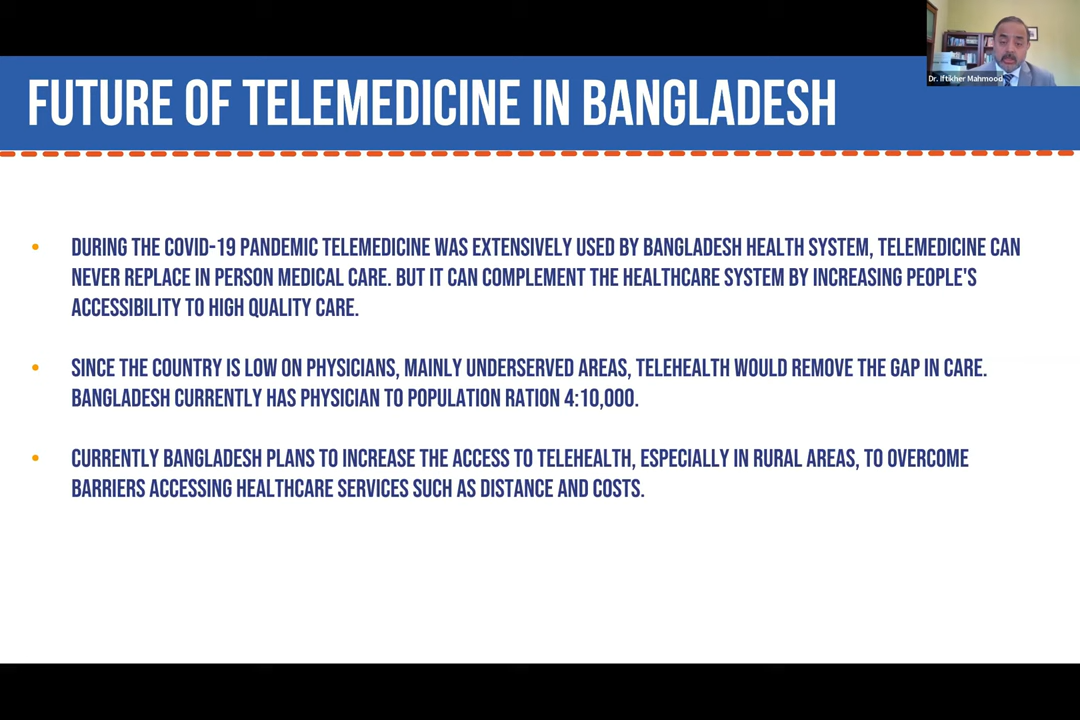 Dr. Iftikher Mahmood
FUTURE OF TELEMEDICINE IN BANGLADESH
• DURING THE COVID-19 PANDEMIC TELEMEDICINE WAS EXTENSIVELY USED BY BANGLADESH HEALTH SYSTEM, TELEMEDICINE CAN
NEVER REPLACE IN PERSON MEDICAL CARE. BUT IT CAN COMPLEMENT THE HEALTHCARE SYSTEM BY INCREASING PEOPLE'S
ACCESSIBILITY TO HIGH QUALITY CARE.
• SINCE THE COUNTRY IS LOW ON PHYSICIANS, MAINLY UNDERSERVED AREAS, TELEHEALTH WOULD REMOVE THE GAP IN CARE.
BANGLADESH CURRENTLY HAS PHYSICIAN TO POPULATION RATION 4:10,000.
• CURRENTLY BANGLADESH PLANS TO INCREASE THE ACCESS TO TELEHEALTH, ESPECIALLY IN RURAL AREAS, TO OVERCOME
BARRIERS ACCESSING HEALTHCARE SERVICES SUCH AS DISTANCE AND COSTS.